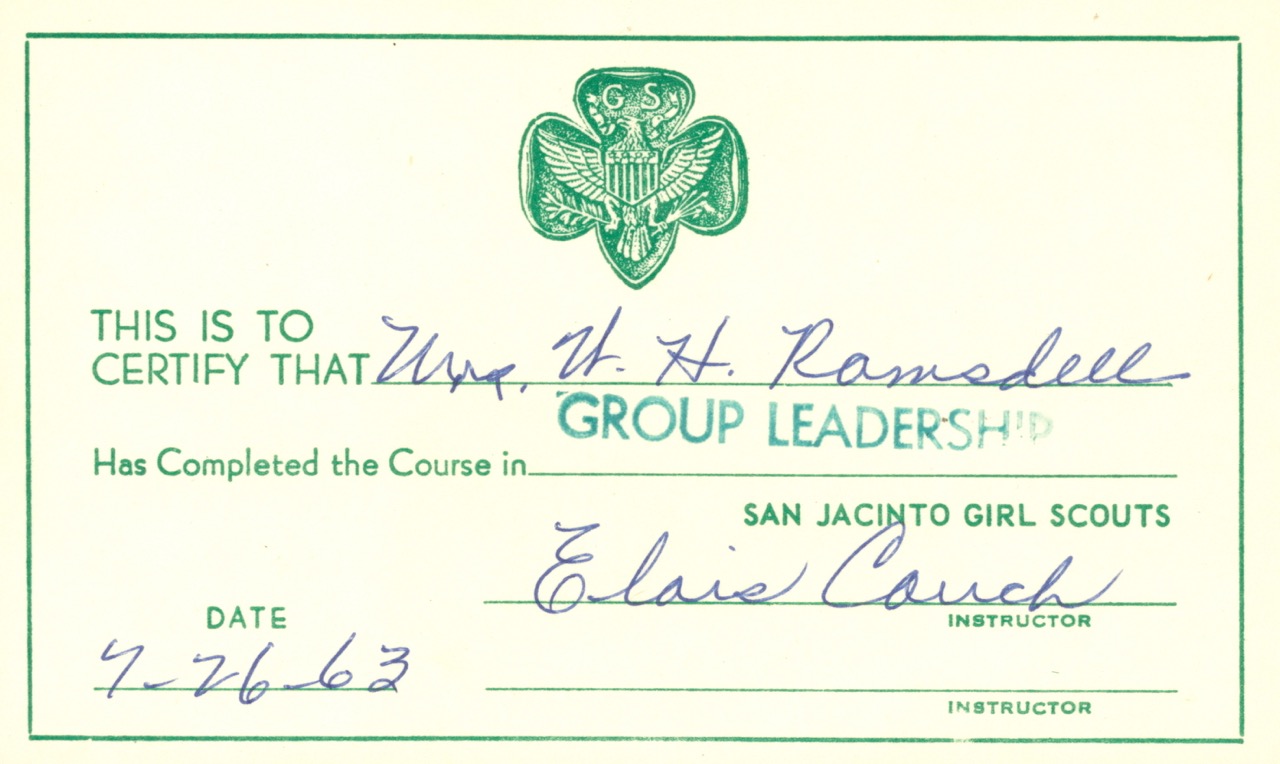 G S
THIS IS TO
CERTIFY THAT Mrs. W. H. Ramsdell
GROUP LEADERSHIP
Has Completed the Course in
SAN JACINTO GIRL SCOUTS
Elois Couch
INSTRUCTOR
DATE
7-26-63
INSTRUCTOR